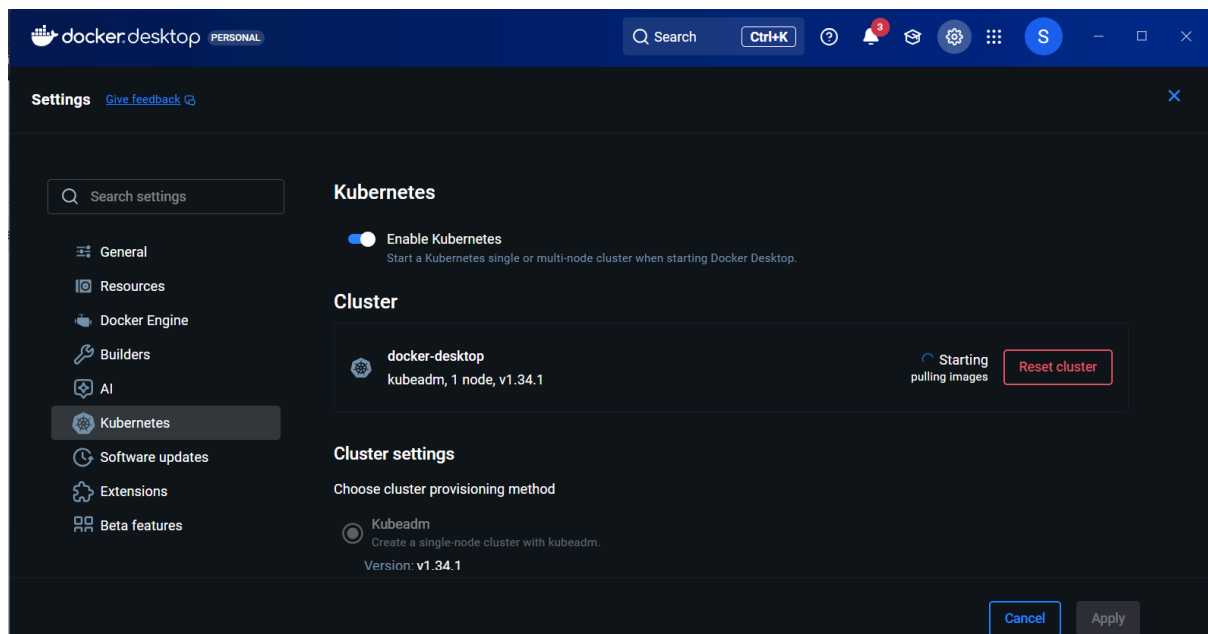 docker desktop PERSONAL
Search Ctrl+K
3
S
Settings Give feedback
Search settings
General
Resources
Docker Engine
Builders
AI
Kubernetes
Software updates
Extensions
Beta features
Kubernetes
Enable Kubernetes
Start a Kubernetes single or multi-node cluster when starting Docker Desktop.
Cluster
docker-desktop
kubeadm, 1 node, v1.34.1
Starting
pulling images
Reset cluster
Cluster settings
Choose cluster provisioning method
Kubeadm
Create a single-node cluster with kubeadm.
Version: v1.34.1
Cancel
Apply